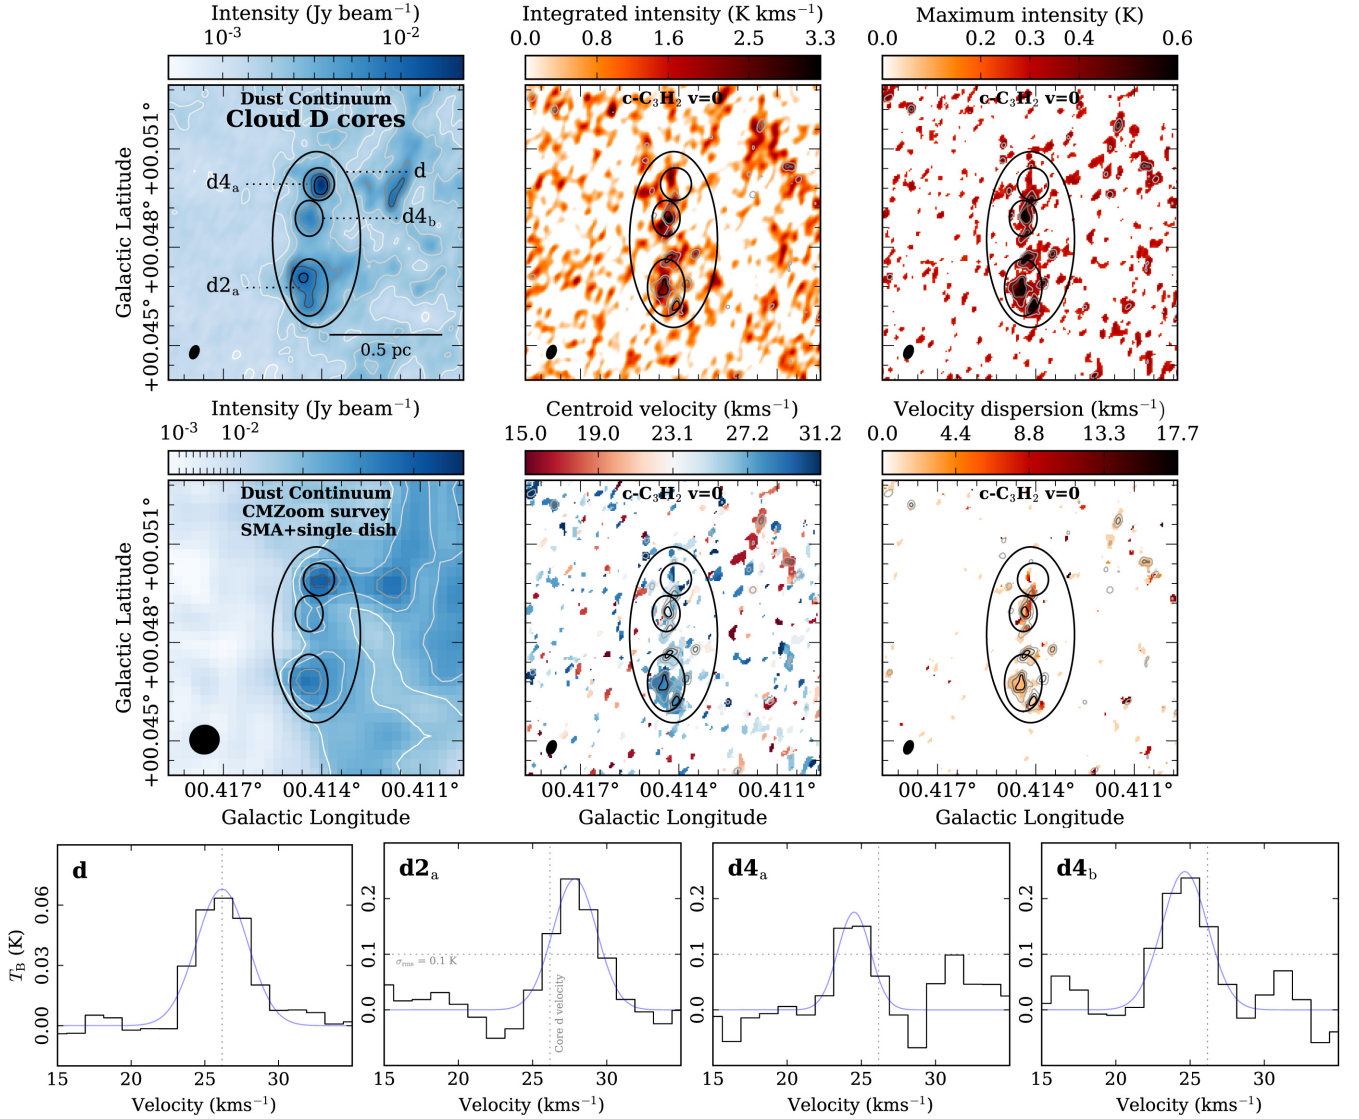 Intensity (Jy beam⁻¹)
10⁻³ 10⁻²
Dust Continuum
Cloud D cores
d4ₐ
d
d4_b
d2ₐ
0.5 pc
Galactic Latitude
+00.045° +00.048° +00.051°
Integrated intensity (K kms⁻¹)
0.0 0.8 1.6 2.5 3.3
c-C₃H₂ v=0
Maximum intensity (K)
0.0 0.2 0.3 0.4 0.6
c-C₃H₂ v=0
Intensity (Jy beam⁻¹)
10⁻³ 10⁻²
Dust Continuum
CMZoom survey
SMA+single dish
Galactic Latitude
+00.045° +00.048° +00.051°
00.417° 00.414° 00.411°
Galactic Longitude
Centroid velocity (kms⁻¹)
15.0 19.0 23.1 27.2 31.2
c-C₃H₂ v=0
00.417° 00.414° 00.411°
Galactic Longitude
Velocity dispersion (kms⁻¹)
0.0 4.4 8.8 13.3 17.7
c-C₃H₂ v=0
00.417° 00.414° 00.411°
Galactic Longitude
d
T_B (K)
0.00 0.03 0.06
15 20 25 30
Velocity (kms⁻¹)
d2ₐ
0.0 0.1 0.2
σ_rms = 0.1 K
Core d velocity
15 20 25 30
Velocity (kms⁻¹)
d4ₐ
0.0 0.1 0.2
15 20 25 30
Velocity (kms⁻¹)
d4_b
0.0 0.1 0.2
15 20 25 30
Velocity (kms⁻¹)